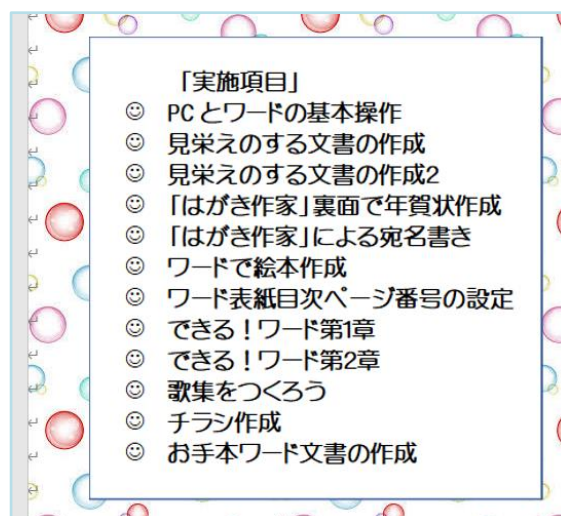 「実施項目」
☺ PCとワードの基本操作
☺ 見栄えのする文書の作成
☺ 見栄えのする文書の作成2
☺ 「はがき作家」裏面で年賀状作成
☺ 「はがき作家」による宛名書き
☺ ワードで絵本作成
☺ ワード表紙目次ページ番号の設定
☺ できる！ワード第1章
☺ できる！ワード第2章
☺ 歌集をつくろう
☺ チラシ作成
☺ お手本ワード文書の作成